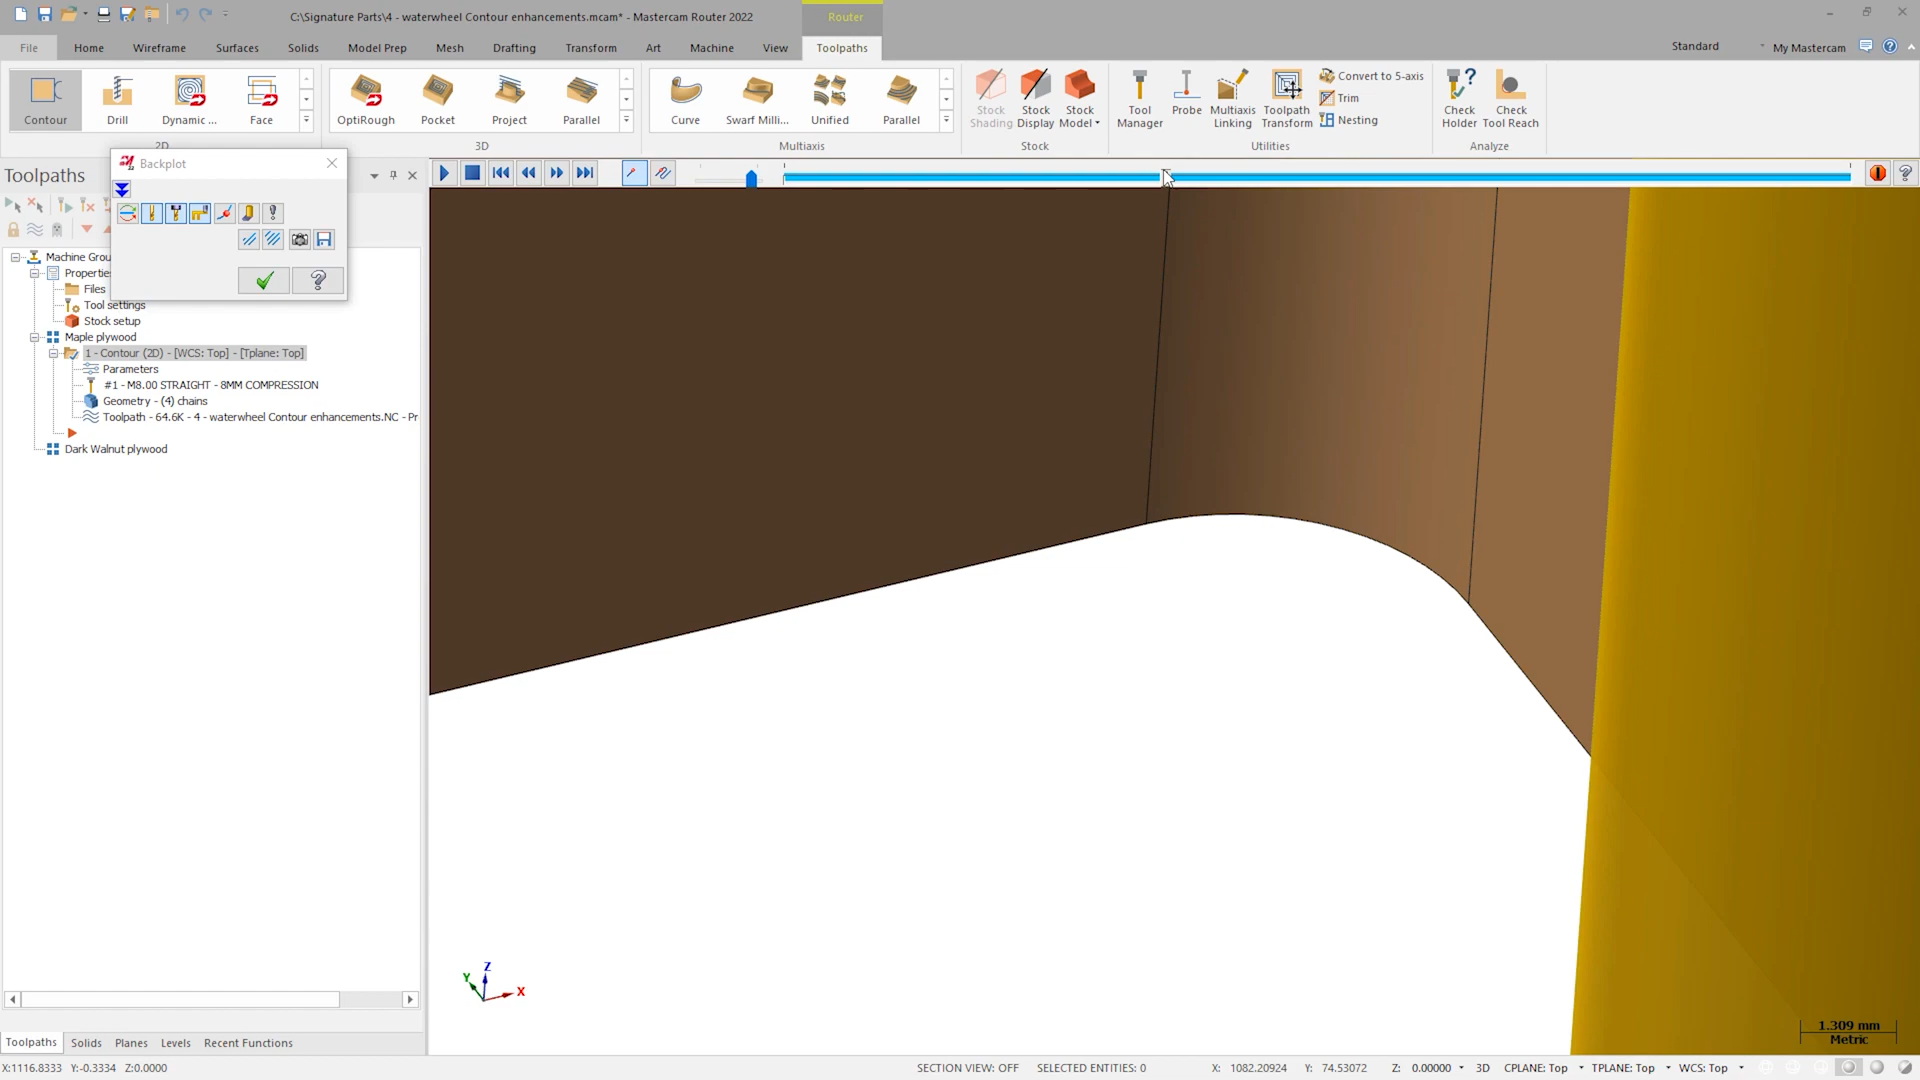 C:\Signature Parts\4 - waterwheel Contour enhancements.mcam* - Mastercam Router 2022
Router
File Home Wireframe Surfaces Solids Model Prep Mesh Drafting Transform Art Machine View Toolpaths
Standard My Mastercam
Contour Drill Dynamic ... Face
OptiRough Pocket Project Parallel
Curve Swarf Milli... Unified Parallel
Stock Shading Stock Display Stock Model
Tool Manager Probe Multiaxis Linking Toolpath Transform
Convert to 5-axis
Trim
Nesting
Check Holder Check Tool Reach
2D 3D Multiaxis Stock Utilities Analyze
Toolpaths
Backplot
Machine Grou
Propertie
Files
Tool settings
Stock setup
Maple plywood
1 - Contour (2D) - [WCS: Top] - [Tplane: Top]
Parameters
#1 - M8.00 STRAIGHT - 8MM COMPRESSION
Geometry - (4) chains
Toolpath - 64.6K - 4 - waterwheel Contour enhancements.NC - Pr
Dark Walnut plywood
Z
Y
X
1.309 mm
Metric
Toolpaths Solids Planes Levels Recent Functions
X:1116.8333 Y:-0.3334 Z:0.0000
SECTION VIEW: OFF SELECTED ENTITIES: 0 X: 1082.20924 Y: 74.53072 Z: 0.00000 3D CPLANE: Top TPLANE: Top WCS: Top